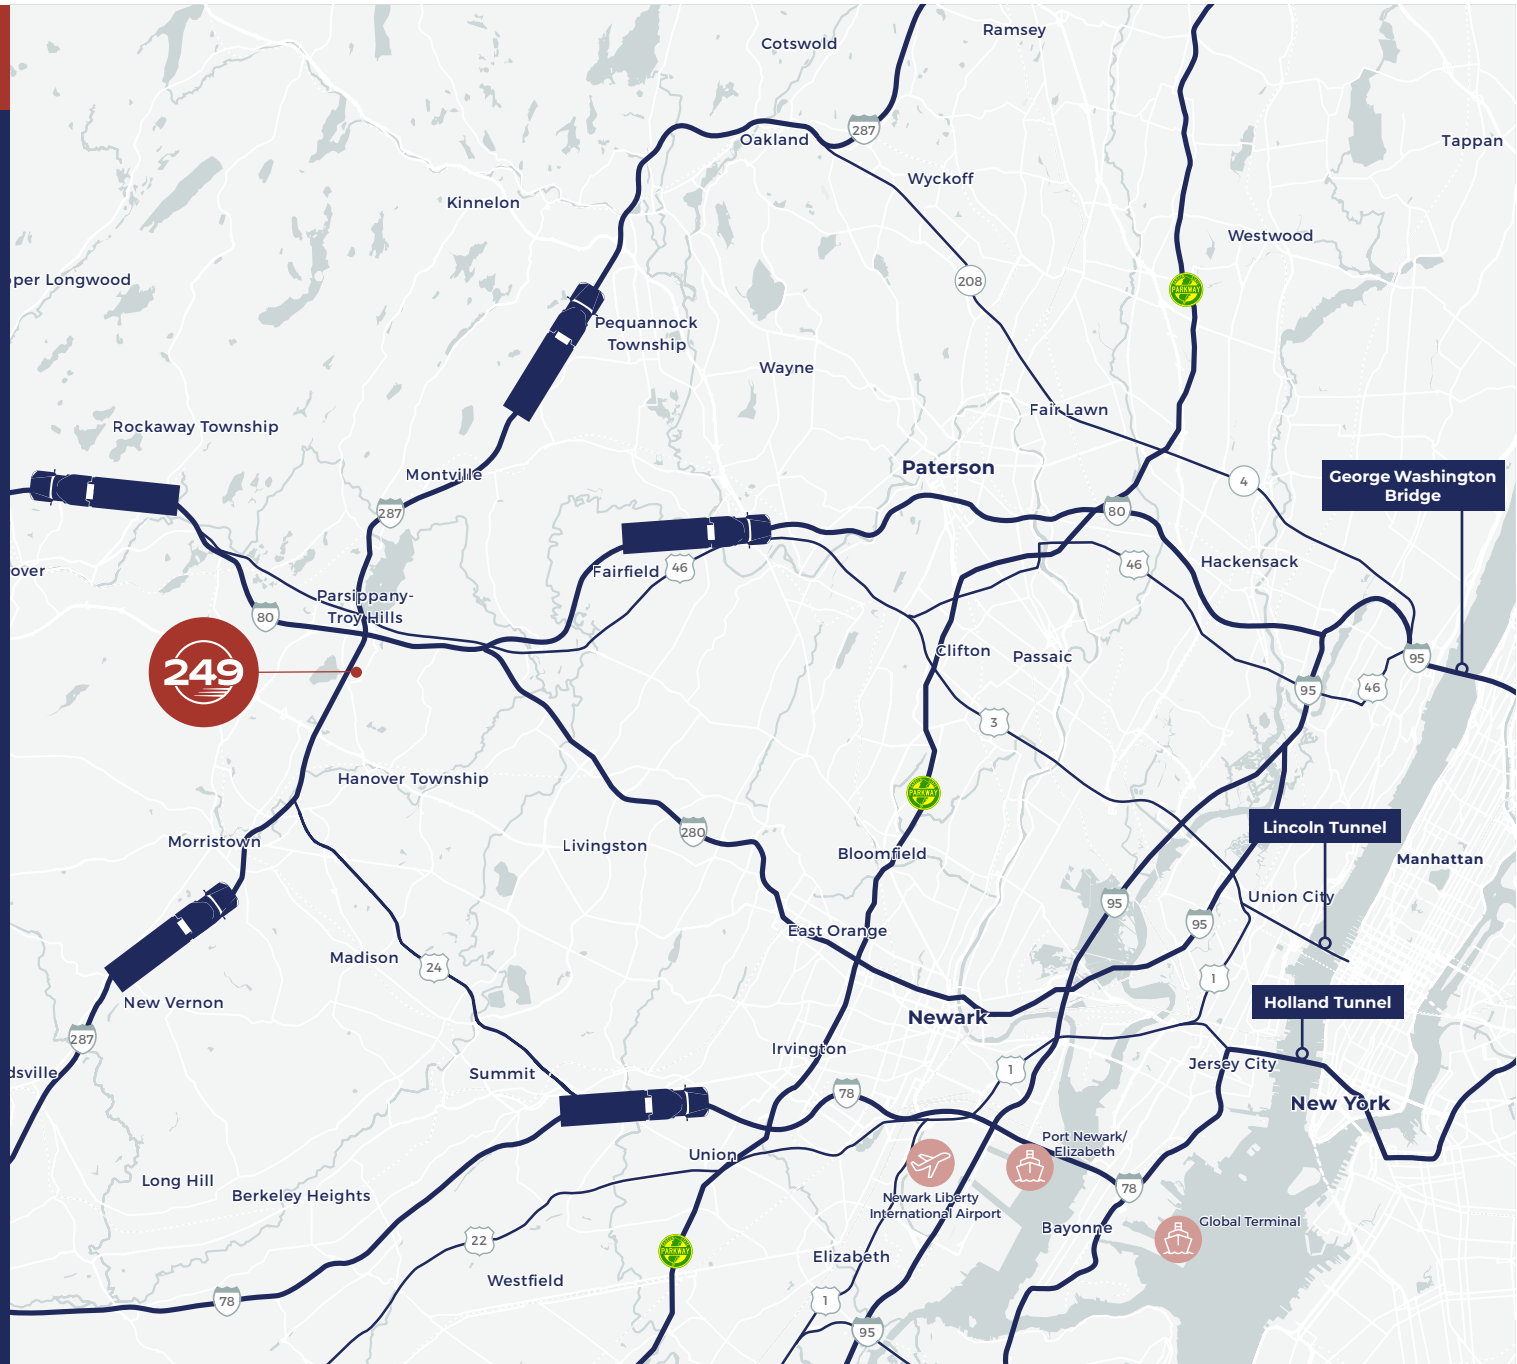 Ramsey
Cotswold
287
Oakland
Tappan
Wyckoff
Kinnelon
Westwood
per Longwood
208
PARKWAY
Pequannock
Township
Wayne
Fair Lawn
Rockaway Township
Paterson
Montville
4
George Washington
Bridge
287
80
Hackensack
46
46
Fairfield
over
Parsippany-
Troy Hills
80
Clifton
Passaic
95
249
95
46
3
Hanover Township
PARKWAY
280
Lincoln Tunnel
Morristown
Livingston
Bloomfield
Manhattan
Union City
95
95
East Orange
Madison
24
1
New Vernon
Holland Tunnel
Newark
287
Irvington
Jersey City
dsville
Summit
1
78
New York
Port Newark/
Elizabeth
Union
Long Hill
Berkeley Heights
78
Newark Liberty
International Airport
Global Terminal
Bayonne
22
PARKWAY
Elizabeth
Westfield
78
1
95